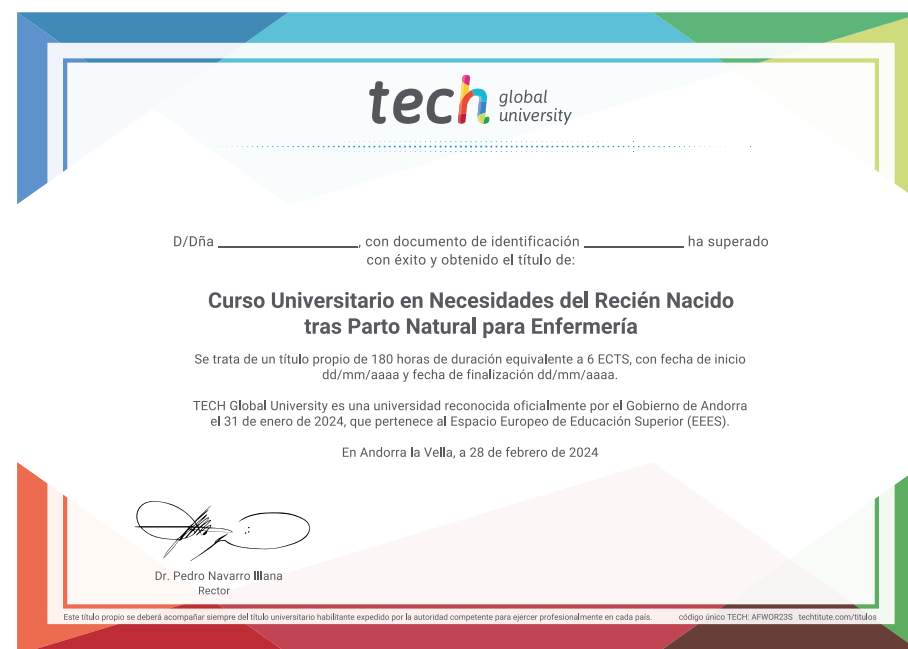 tech global
university
D/Dña ______________, con documento de identificación __________ ha superado
con éxito y obtenido el título de:
Curso Universitario en Necesidades del Recién Nacido
tras Parto Natural para Enfermería
Se trata de un título propio de 180 horas de duración equivalente a 6 ECTS, con fecha de inicio
dd/mm/aaaa y fecha de finalización dd/mm/aaaa.
TECH Global University es una universidad reconocida oficialmente por el Gobierno de Andorra
el 31 de enero de 2024, que pertenece al Espacio Europeo de Educación Superior (EEES).
En Andorra la Vella, a 28 de febrero de 2024
Dr. Pedro Navarro Illana
Rector
Este título propio se deberá acompañar siempre del título universitario habilitante expedido por la autoridad competente para ejercer profesionalmente en cada país. código único TECH: AFWOR23S techtitute.com/titulos